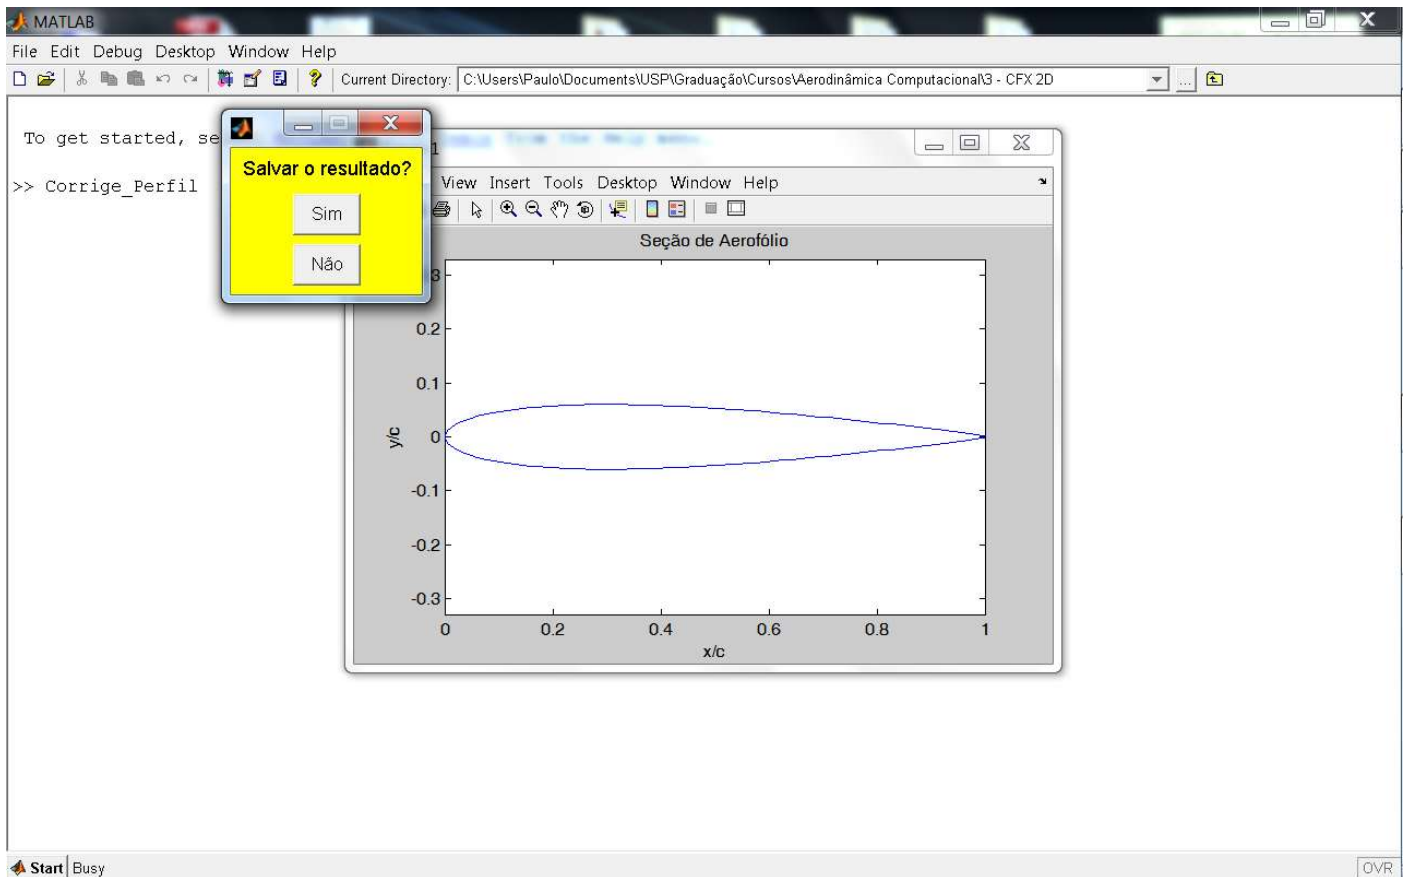 MATLAB
File Edit Debug Desktop Window Help
Current Directory: C:\Users\Paulo\Documents\USP\Graduação\Cursos\Aerodinâmica Computacional\3 - CFX 2D
To get started, se
>> Corrige_Perfil
Salvar o resultado?
Sim
Não
1
View Insert Tools Desktop Window Help
Seção de Aerofólio
3
0.2
0.1
0
-0.1
-0.2
-0.3
y/c
0 0.2 0.4 0.6 0.8 1
x/c
Start Busy
OVR